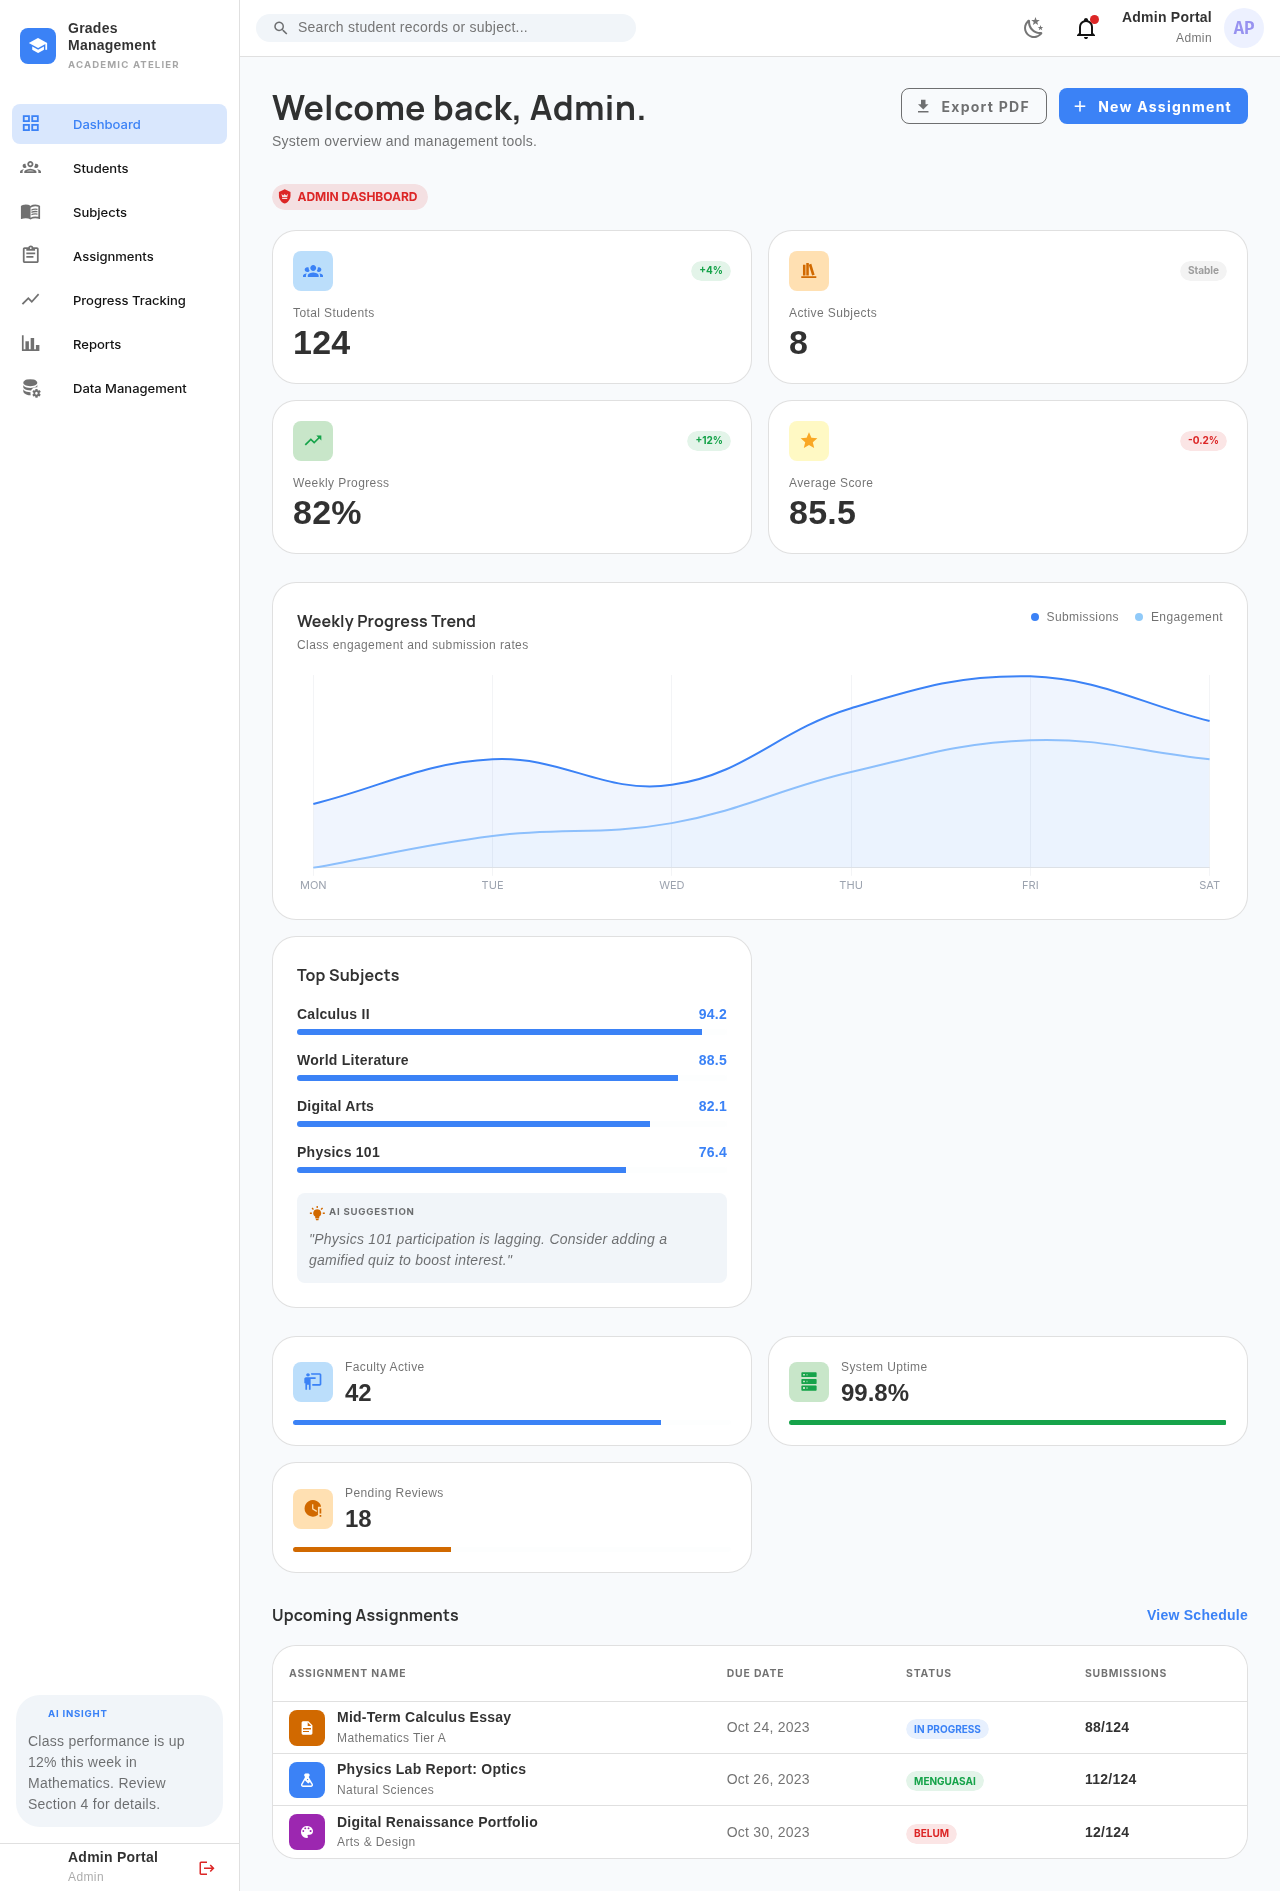 Grades
Management
ACADEMIC ATELIER
Dashboard
Students
Subjects
Assignments
Progress Tracking
Reports
Data Management
AI INSIGHT
Class performance is up
12% this week in
Mathematics. Review
Section 4 for details.
Admin Portal
Admin
Search student records or subject...
Admin Portal
Admin
AP
Welcome back, Admin.
System overview and management tools.
Export PDF
New Assignment
ADMIN DASHBOARD
+4%
Total Students
124
Stable
Active Subjects
8
+12%
Weekly Progress
82%
-0.2%
Average Score
85.5
Weekly Progress Trend
Class engagement and submission rates
Submissions
Engagement
MON TUE WED THU FRI SAT
Top Subjects
Calculus II 94.2
World Literature 88.5
Digital Arts 82.1
Physics 101 76.4
AI SUGGESTION
"Physics 101 participation is lagging. Consider adding a
gamified quiz to boost interest."
Faculty Active
42
System Uptime
99.8%
Pending Reviews
18
Upcoming Assignments
View Schedule
ASSIGNMENT NAME DUE DATE STATUS SUBMISSIONS
Mid-Term Calculus Essay
Mathematics Tier A
Oct 24, 2023 IN PROGRESS 88/124
Physics Lab Report: Optics
Natural Sciences
Oct 26, 2023 MENGUASAI 112/124
Digital Renaissance Portfolio
Arts & Design
Oct 30, 2023 BELUM 12/124